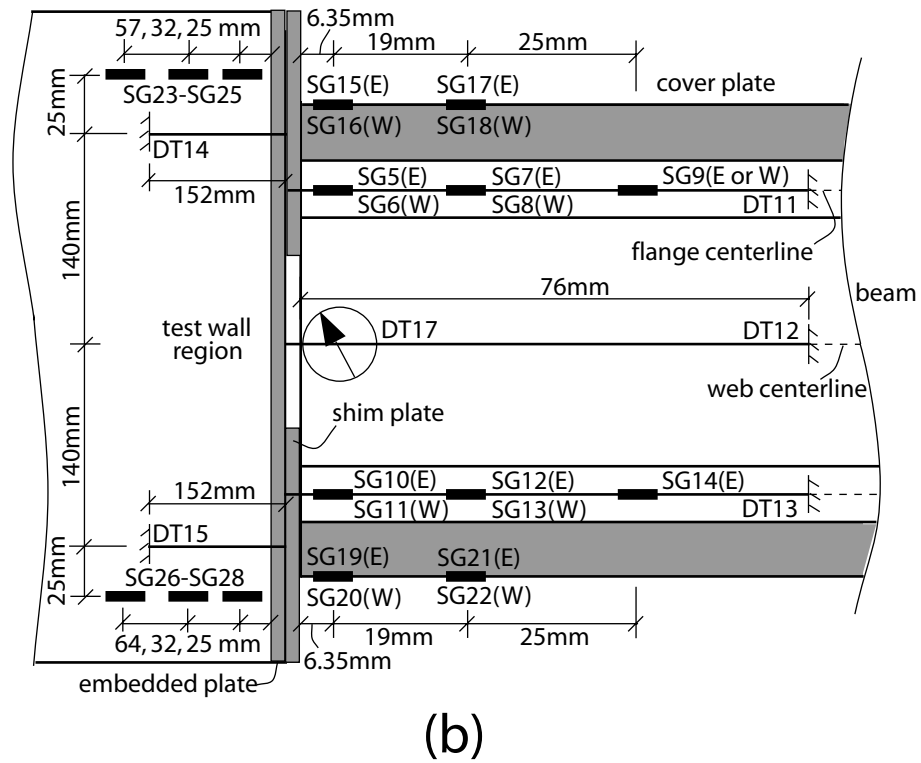 6.35mm
57, 32, 25 mm
19mm
25mm
SG15(E)
SG17(E)
cover plate
SG23-SG25
SG16(W)
SG18(W)
25mm
DT14
152mm
SG5(E)
SG7(E)
SG9(E or W)
SG6(W)
SG8(W)
DT11
flange centerline
140mm
76mm
beam
test wall
region
DT17
DT12
web centerline
shim plate
140mm
152mm
SG10(E)
SG12(E)
SG14(E)
SG11(W)
SG13(W)
DT13
DT15
SG19(E)
SG21(E)
25mm
SG26-SG28
SG20(W)
SG22(W)
64, 32, 25 mm
19mm
25mm
6.35mm
embedded plate
(b)